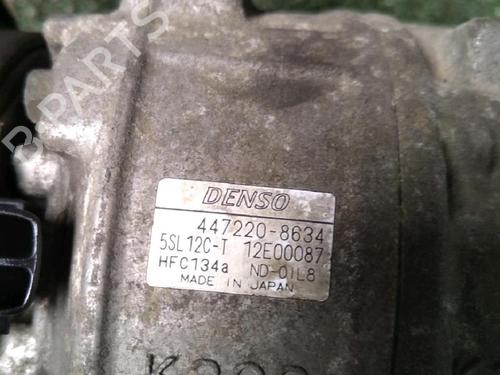 B-PARTS
DENSO
447220-8634
5SL12C-T 12E00087
HFC134a ND-OIL8
MADE IN JAPAN